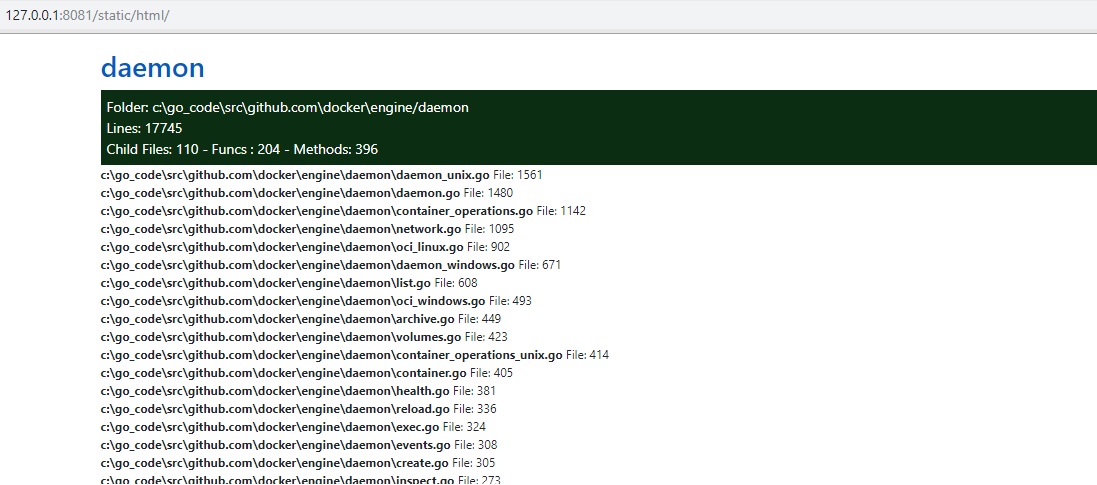 127.0.0.1:8081/static/html/
daemon
Folder: c:\go_code\src\github.com\docker\engine/daemon
Lines: 17745
Child Files: 110 - Funcs : 204 - Methods: 396
c:\go_code\src\github.com\docker\engine\daemon\daemon_unix.go File: 1561
c:\go_code\src\github.com\docker\engine\daemon\daemon.go File: 1480
c:\go_code\src\github.com\docker\engine\daemon\container_operations.go File: 1142
c:\go_code\src\github.com\docker\engine\daemon\network.go File: 1095
c:\go_code\src\github.com\docker\engine\daemon\oci_linux.go File: 902
c:\go_code\src\github.com\docker\engine\daemon\daemon_windows.go File: 671
c:\go_code\src\github.com\docker\engine\daemon\list.go File: 608
c:\go_code\src\github.com\docker\engine\daemon\oci_windows.go File: 493
c:\go_code\src\github.com\docker\engine\daemon\archive.go File: 449
c:\go_code\src\github.com\docker\engine\daemon\volumes.go File: 423
c:\go_code\src\github.com\docker\engine\daemon\container_operations_unix.go File: 414
c:\go_code\src\github.com\docker\engine\daemon\container.go File: 405
c:\go_code\src\github.com\docker\engine\daemon\health.go File: 381
c:\go_code\src\github.com\docker\engine\daemon\reload.go File: 336
c:\go_code\src\github.com\docker\engine\daemon\exec.go File: 324
c:\go_code\src\github.com\docker\engine\daemon\events.go File: 308
c:\go_code\src\github.com\docker\engine\daemon\create.go File: 305
c:\go_code\src\github.com\docker\engine\daemon\inspect.go File: 273